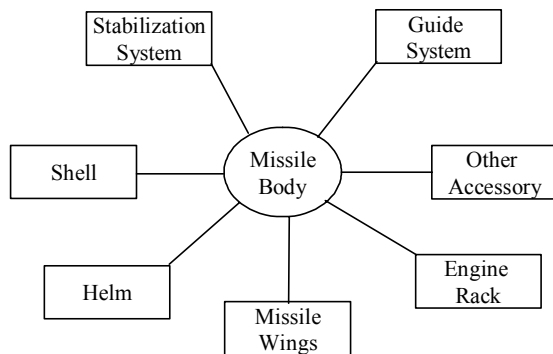 Stabilization
System
Guide
System
Shell
Missile
Body
Other
Accessory
Helm
Missile
Wings
Engine
Rack